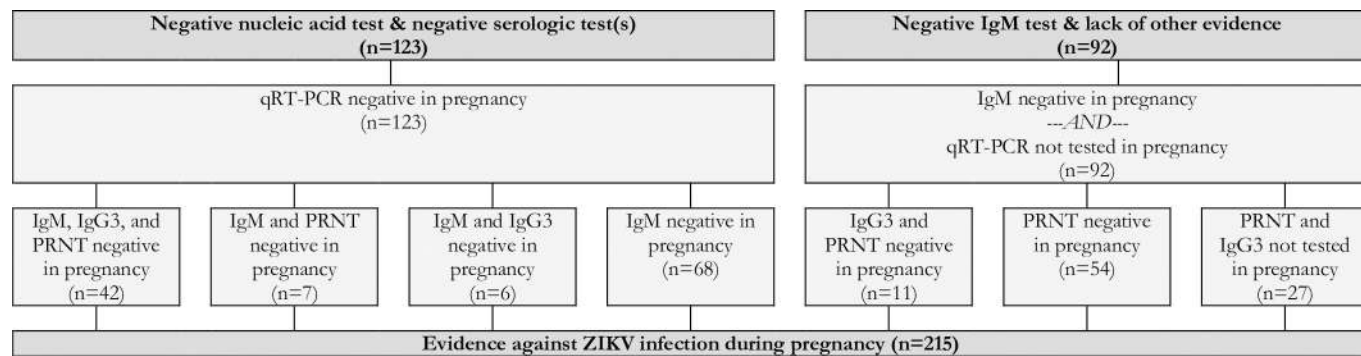 Negative nucleic acid test & negative serologic test(s)
(n=123)
Negative IgM test & lack of other evidence
(n=92)
qRT-PCR negative in pregnancy
(n=123)
IgM negative in pregnancy
---AND---
qRT-PCR not tested in pregnancy
(n=92)
IgM, IgG3, and
PRNT negative
in pregnancy
(n=42)
IgM and PRNT
negative in
pregnancy
(n=7)
IgM and IgG3
negative in
pregnancy
(n=6)
IgM negative in
pregnancy
(n=68)
IgG3 and
PRNT negative
in pregnancy
(n=11)
PRNT negative
in pregnancy
(n=54)
PRNT and
IgG3 not tested
in pregnancy
(n=27)
Evidence against ZIKV infection during pregnancy (n=215)